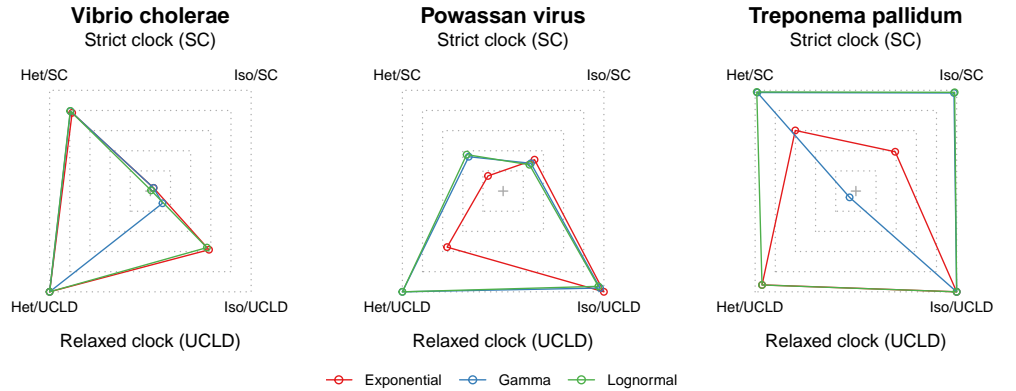 Vibrio cholerae
Strict clock (SC)
Het/SC
Iso/SC
Het/UCLD
Iso/UCLD
Relaxed clock (UCLD)
Powassan virus
Strict clock (SC)
Het/SC
Iso/SC
Het/UCLD
Iso/UCLD
Relaxed clock (UCLD)
Treponema pallidum
Strict clock (SC)
Het/SC
Iso/SC
Het/UCLD
Iso/UCLD
Relaxed clock (UCLD)
Exponential
Gamma
Lognormal